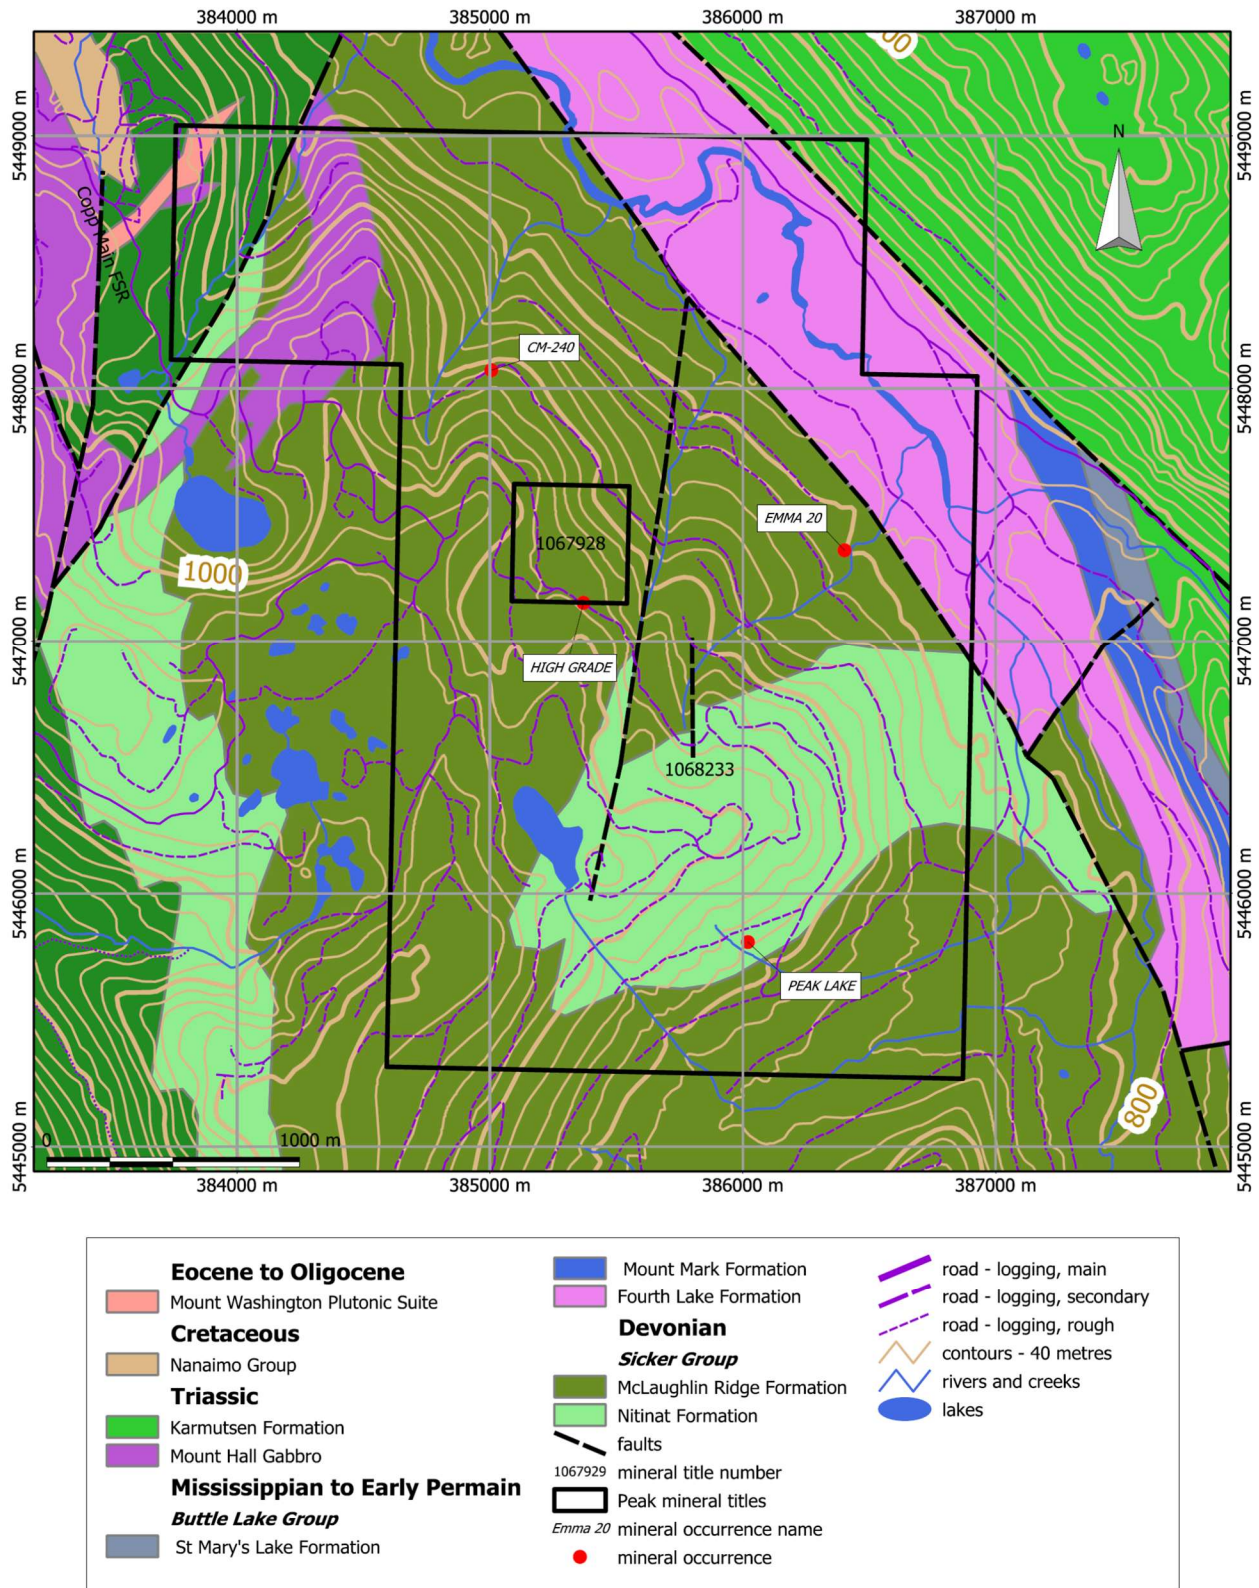 384000 m 385000 m 386000 m 387000 m
5449000 m
5449000 m
00
N
Copp Main FSR
CM-240
5448000 m
5448000 m
EMMA 20
1067928
1000
HIGH GRADE
5447000 m
5447000 m
1068233
5446000 m
5446000 m
PEAK LAKE
800
0 1000 m
5445000 m
5445000 m
384000 m 385000 m 386000 m 387000 m
Eocene to Oligocene
Mount Washington Plutonic Suite
Cretaceous
Nanaimo Group
Triassic
Karmutsen Formation
Mount Hall Gabbro
Mississippian to Early Permain
Buttle Lake Group
St Mary's Lake Formation
Mount Mark Formation
Fourth Lake Formation
Devonian
Sicker Group
McLaughlin Ridge Formation
Nitinat Formation
faults
1067929 mineral title number
Peak mineral titles
Emma 20 mineral occurrence name
mineral occurrence
road - logging, main
road - logging, secondary
road - logging, rough
contours - 40 metres
rivers and creeks
lakes